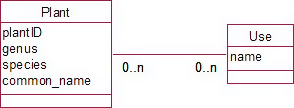 Plant
plantID
genus
species
common_name
0..n
0..n
Use
name